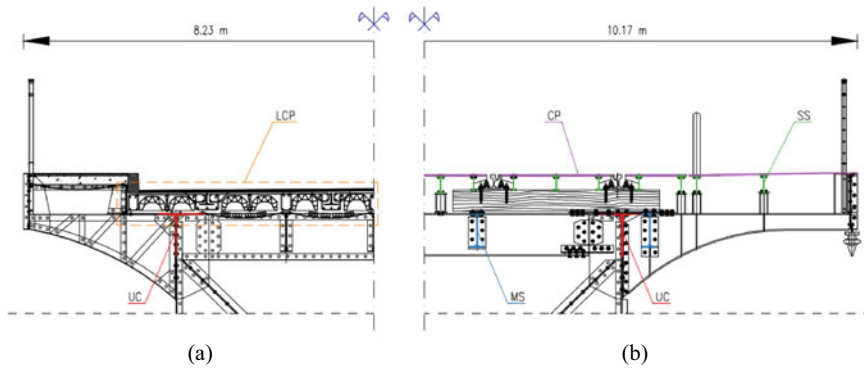 8.23 m
10.17 m
LCP
CP
SS
UC
MS
UC
(a)
(b)